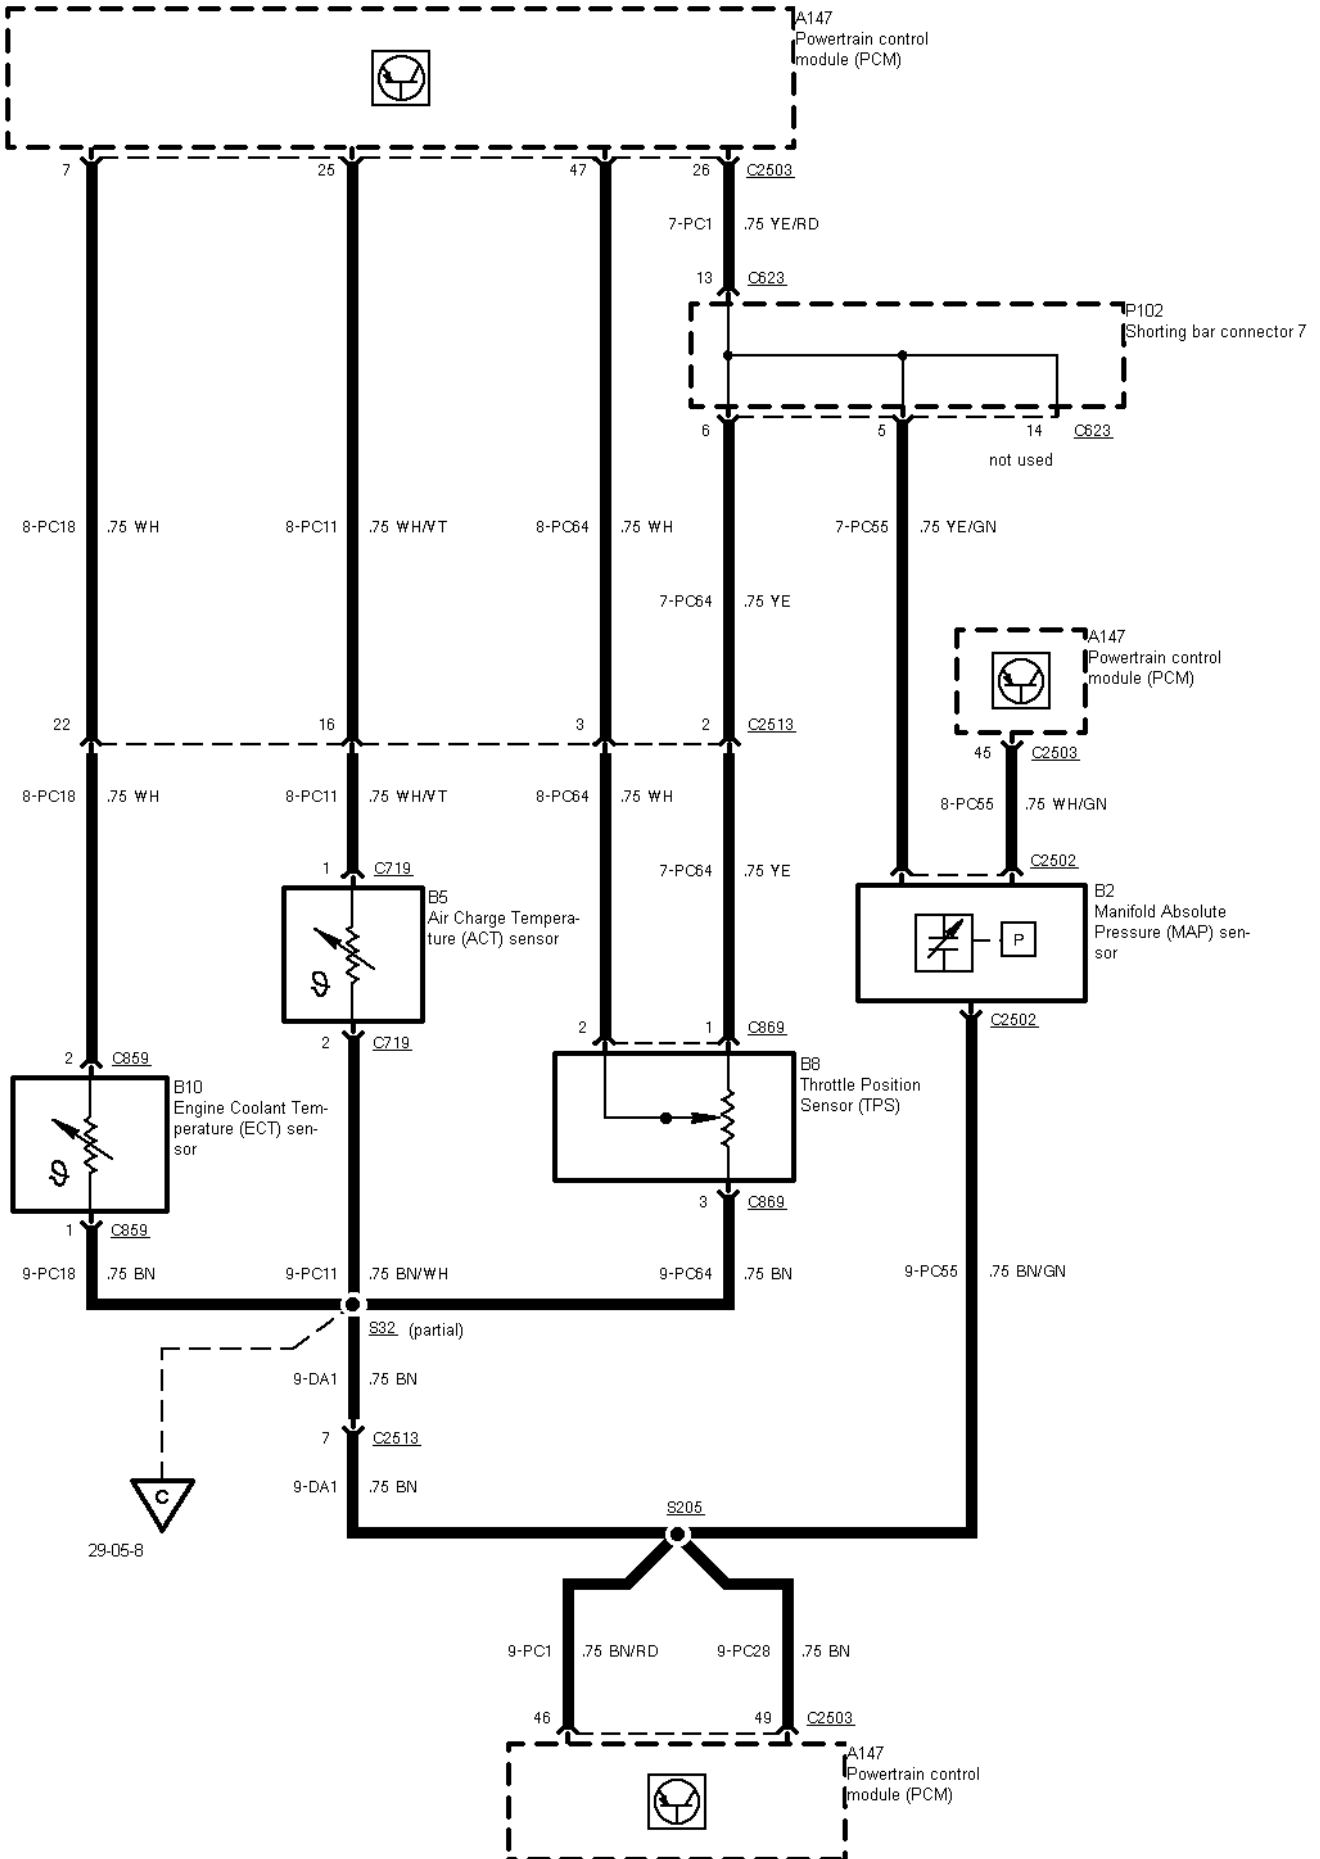 A147
Powertrain control
module (PCM)
7
25
47
26
C2503
7-PC1
.75 YE/RD
13
C623
P102
Shorting bar connector 7
6
5
14
C623
not used
8-PC18
.75 WH
8-PC11
.75 WH/VT
8-PC64
.75 WH
7-PC55
.75 YE/GN
7-PC64
.75 YE
A147
Powertrain control
module (PCM)
22
16
3
2
C2513
45
C2503
8-PC18
.75 WH
8-PC11
.75 WH/VT
8-PC64
.75 WH
8-PC55
.75 WH/GN
1
C719
7-PC64
.75 YE
C2502
B5
Air Charge Tempera-
ture (ACT) sensor
ϑ
B2
Manifold Absolute
Pressure (MAP) sen-
sor
P
2
C719
2
1
C869
C2502
2
C859
B10
Engine Coolant Tem-
perature (ECT) sen-
sor
ϑ
B8
Throttle Position
Sensor (TPS)
1
C859
3
C869
9-PC18
.75 BN
9-PC11
.75 BN/WH
9-PC64
.75 BN
9-PC55
.75 BN/GN
S32 (partial)
9-DA1
.75 BN
7
C2513
9-DA1
.75 BN
C
29-05-8
S205
9-PC1
.75 BN/RD
9-PC28
.75 BN
46
49
C2503
A147
Powertrain control
module (PCM)